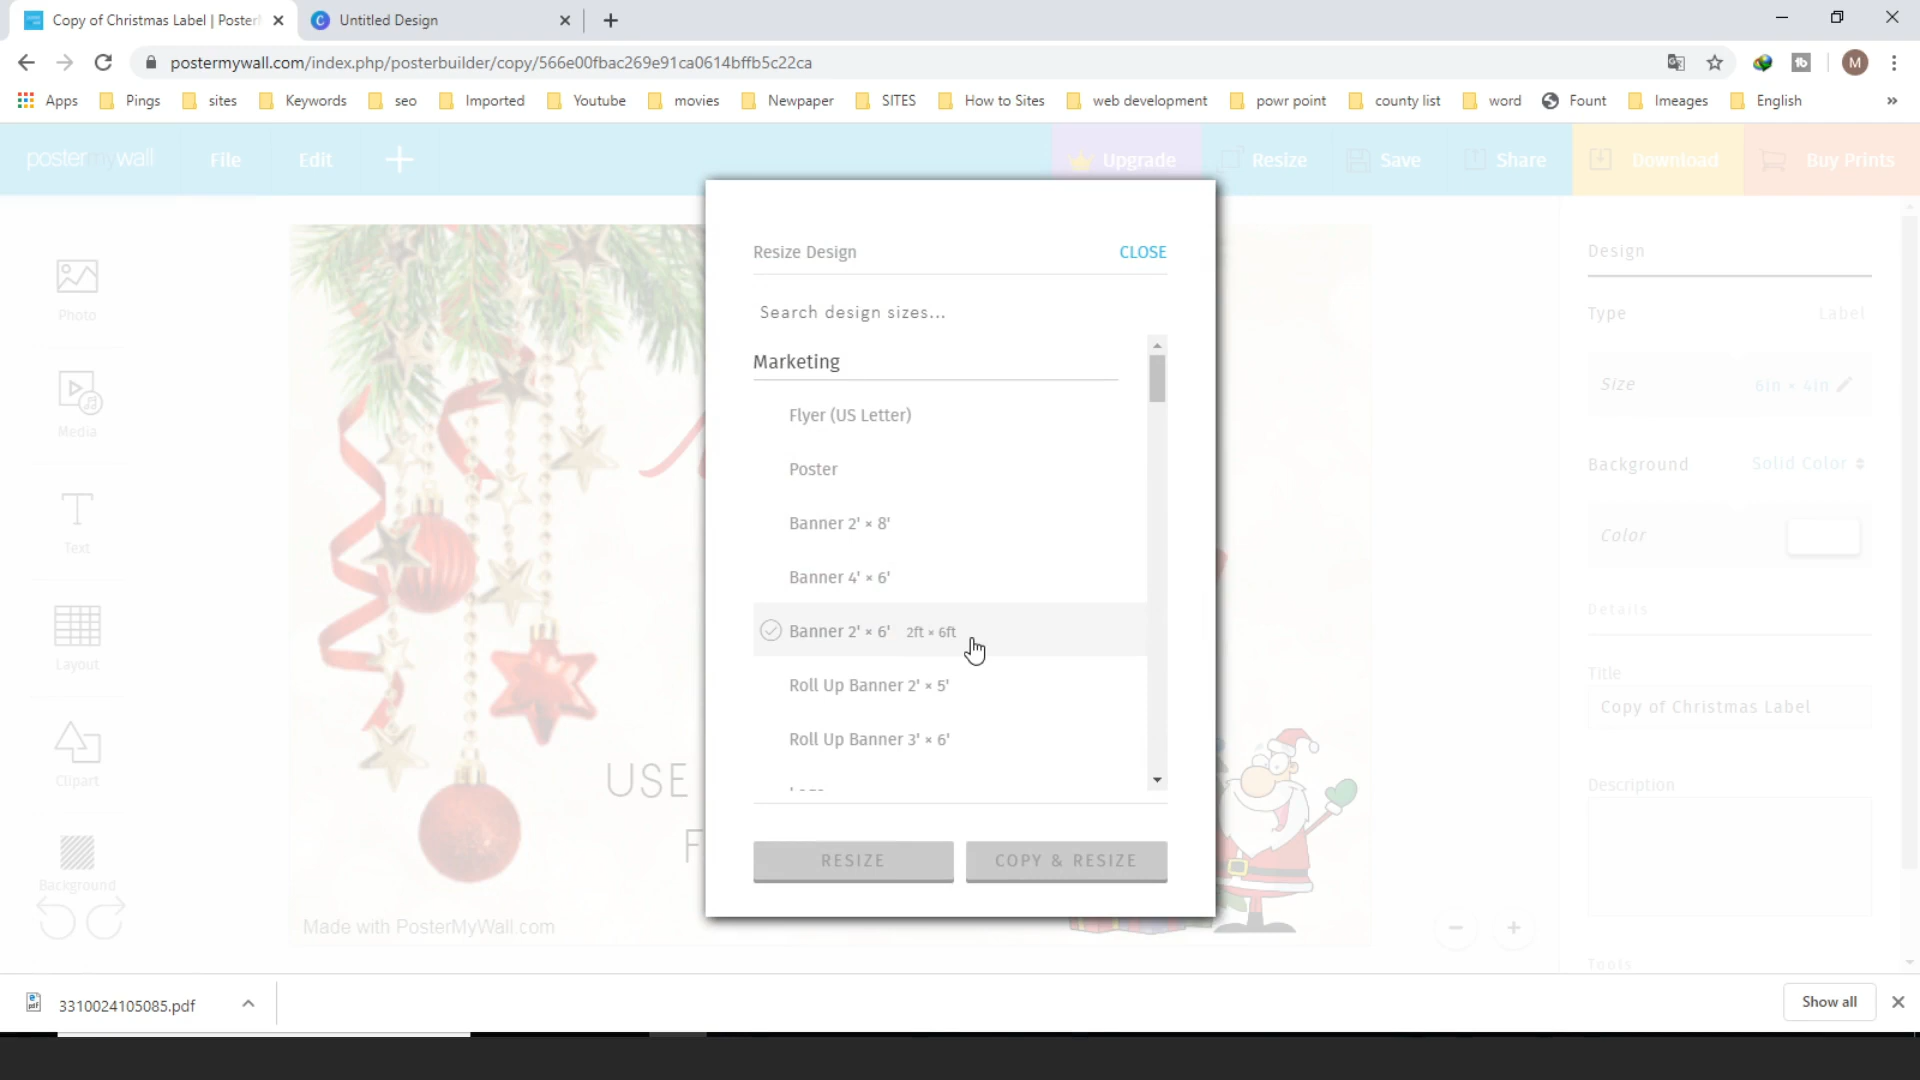 Copy of Christmas Label | Poster
Untitled Design
postermywall.com/index.php/posterbuilder/copy/566e00fbac269e91ca0614bffb5c22ca
M
Apps
Pings
sites
Keywords
seo
Imported
Youtube
movies
Newpaper
SITES
How to Sites
web development
powr point
county list
word
Fount
Imeages
English
»
postermywall
File
Edit
Upgrade
Resize
Save
Share
Download
Buy Prints
Photo
Media
Text
Layout
Clipart
Background
USE
F
Made with PosterMyWall.com
Resize Design
CLOSE
Search design sizes...
Marketing
Flyer (US Letter)
Poster
Banner 2' × 8'
Banner 4' × 6'
Banner 2' × 6' 2ft × 6ft
Roll Up Banner 2' × 5'
Roll Up Banner 3' × 6'
RESIZE
COPY & RESIZE
Design
Type
Label
Size
6in × 4in
Background
Solid Color
Color
Details
Title
Copy of Christmas Label
Description
Tools
3310024105085.pdf
Show all